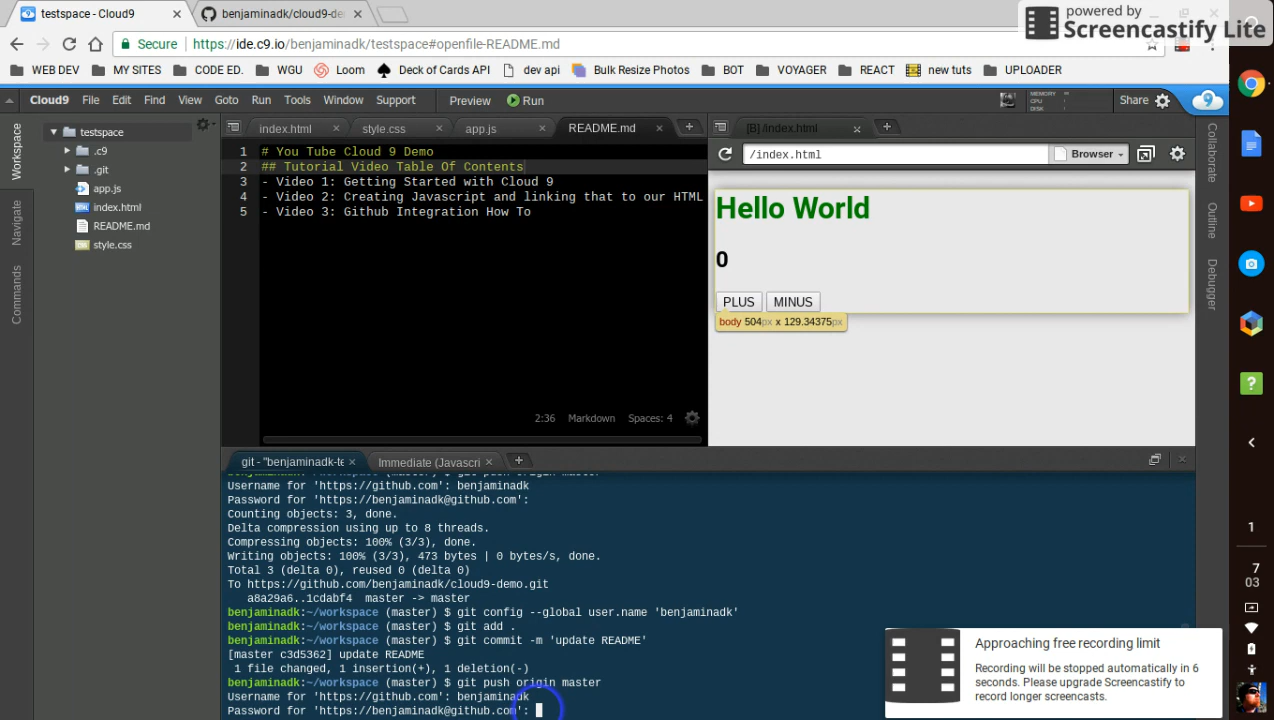 testspace - Cloud9
benjaminadk/cloud9-de
powered by
Screencastify Lite
Secure
https://ide.c9.io/benjaminadk/testspace#openfile-README.md
WEB DEV
MY SITES
CODE ED.
WGU
Loom
Deck of Cards API
dev api
Bulk Resize Photos
BOT
VOYAGER
REACT
new tuts
UPLOADER
Cloud9
File
Edit
Find
View
Goto
Run
Tools
Window
Support
Preview
Run
MEMORY
CPU
DISK
Share
9
Workspace
Navigate
Commands
testspace
.c9
.git
app.js
index.html
README.md
style.css
index.html
style.css
app.js
README.md
1 # You Tube Cloud 9 Demo
2 ## Tutorial Video Table Of Contents
3 - Video 1: Getting Started with Cloud 9
4 - Video 2: Creating Javascript and linking that to our HTML
5 - Video 3: Github Integration How To
2:36 Markdown Spaces: 4
[B] /index.html
/index.html
Browser
Hello World
0
PLUS
MINUS
body 504px x 129.34375px
Collaborate
Outline
Debugger
git - "benjaminadk-te
Immediate (Javascri
benjaminadk:~/workspace (master) $ git push origin master
Username for 'https://github.com': benjaminadk
Password for 'https://benjaminadk@github.com':
Counting objects: 3, done.
Delta compression using up to 8 threads.
Compressing objects: 100% (3/3), done.
Writing objects: 100% (3/3), 473 bytes | 0 bytes/s, done.
Total 3 (delta 0), reused 0 (delta 0)
To https://github.com/benjaminadk/cloud9-demo.git
a8a29a6..1cdabf4 master -> master
benjaminadk:~/workspace (master) $ git config --global user.name 'benjaminadk'
benjaminadk:~/workspace (master) $ git add .
benjaminadk:~/workspace (master) $ git commit -m 'update README'
[master c3d5362] update README
1 file changed, 1 insertion(+), 1 deletion(-)
benjaminadk:~/workspace (master) $ git push origin master
Username for 'https://github.com': benjaminadk
Password for 'https://benjaminadk@github.com':
Approaching free recording limit
Recording will be stopped automatically in 6
seconds. Please upgrade Screencastify to
record longer screencasts.
1
7
03